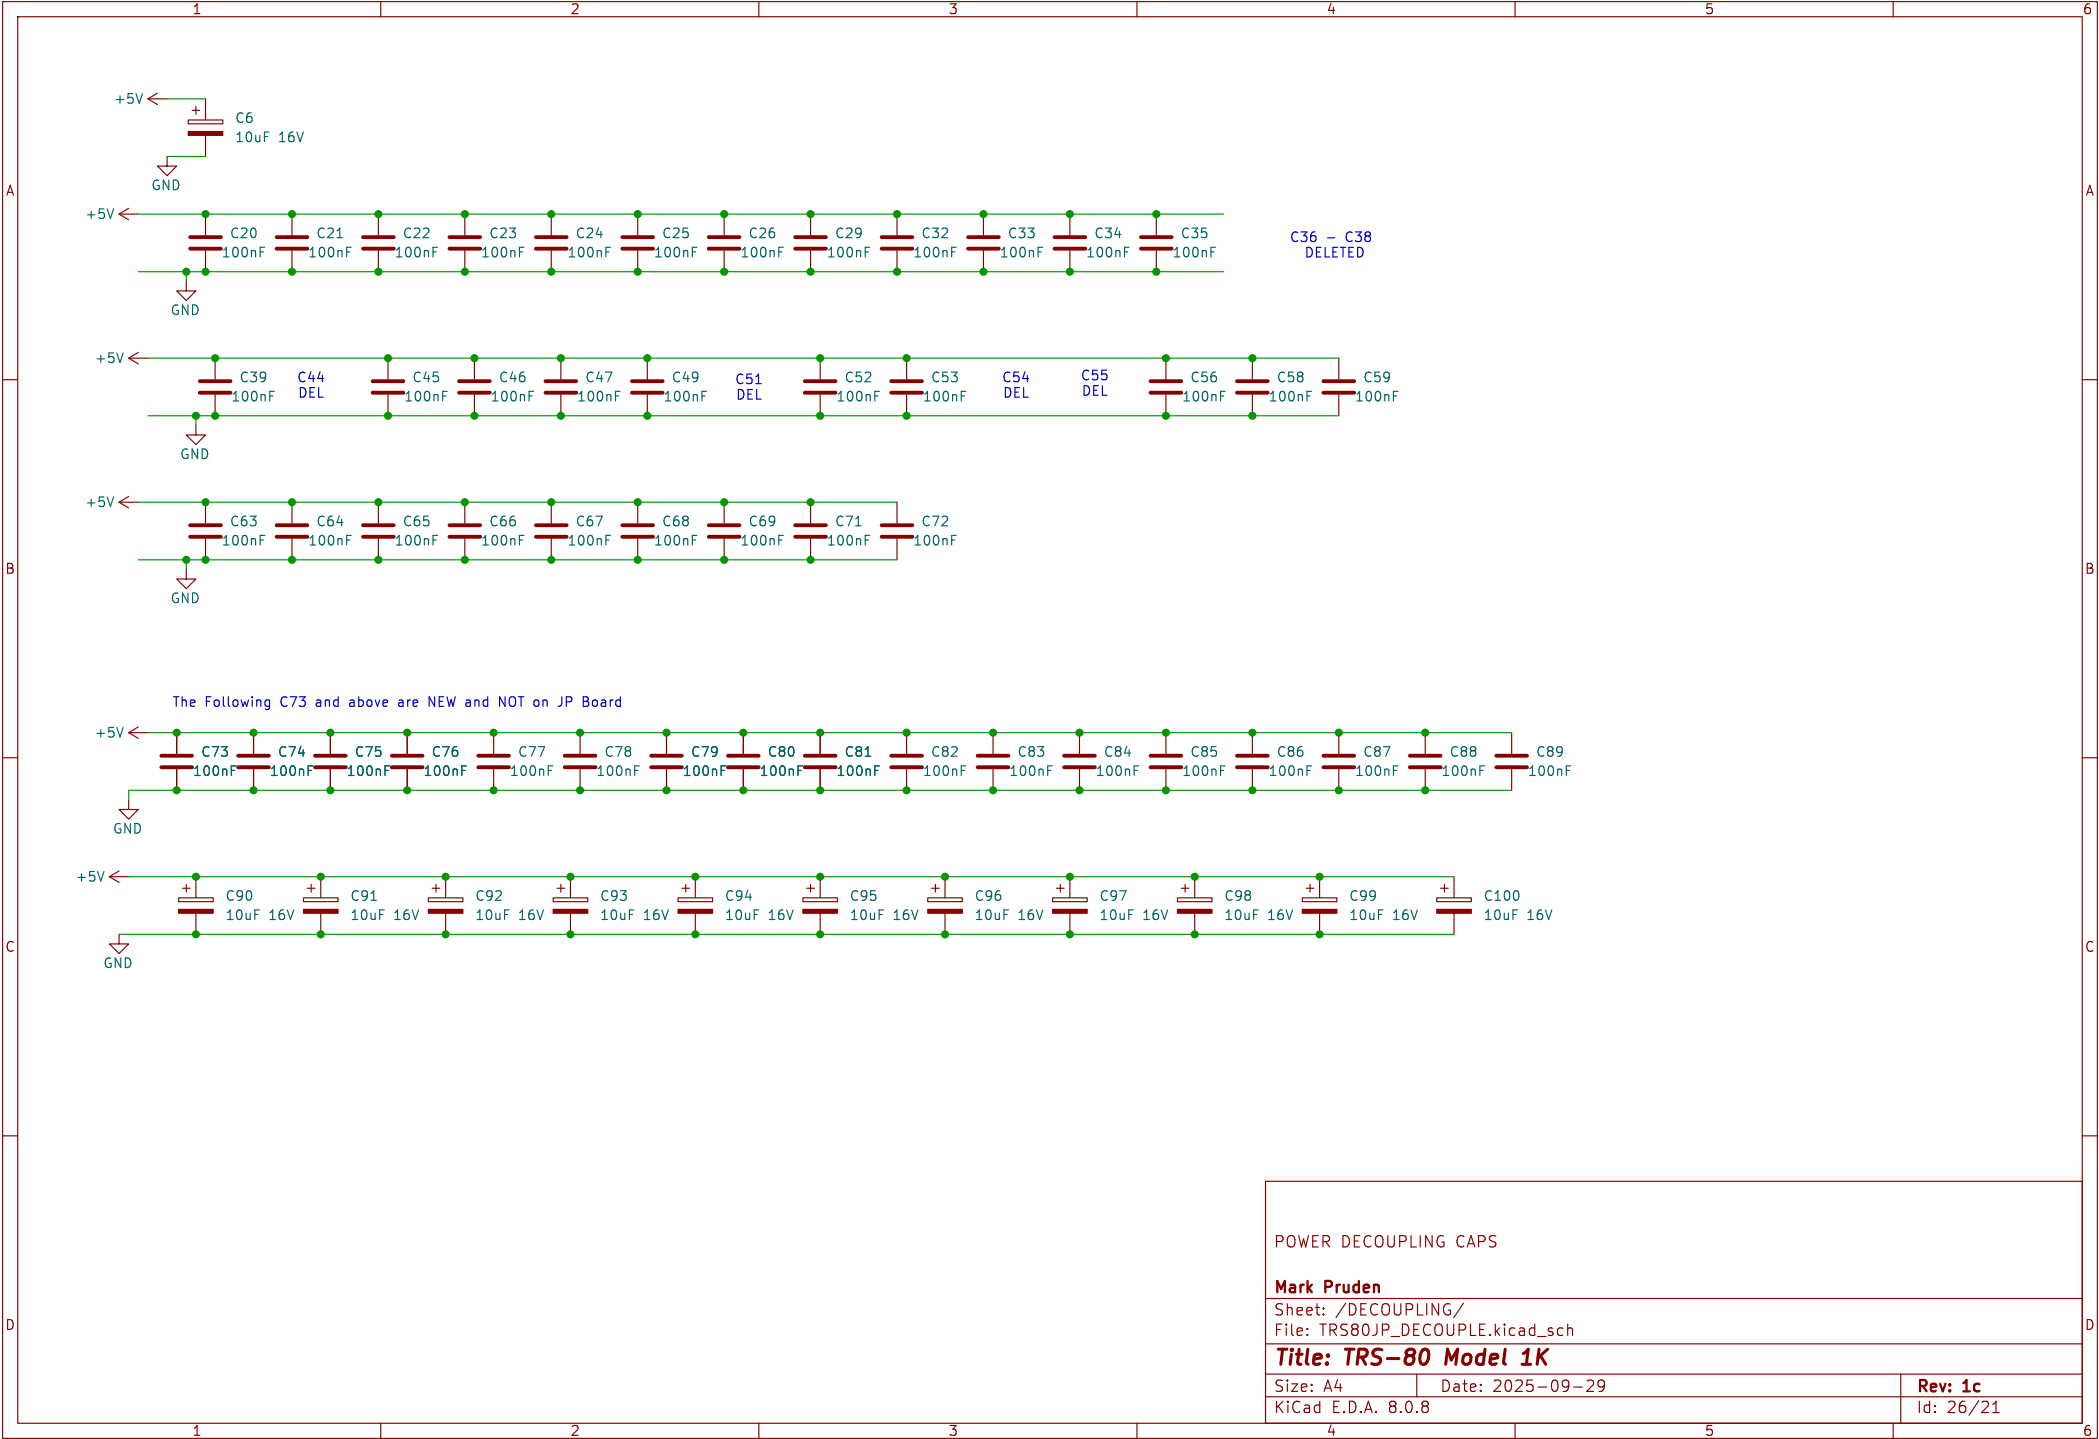 1 2 3 4 5 6
+5V
C6
10uF 16V
GND
A A
+5V
C20 C21 C22 C23 C24 C25 C26 C29 C32 C33 C34 C35
100nF 100nF 100nF 100nF 100nF 100nF 100nF 100nF 100nF 100nF 100nF 100nF
C36 - C38
DELETED
GND
+5V
C39 C44 C45 C46 C47 C49 C51 C52 C53 C54 C55 C56 C58 C59
100nF DEL 100nF 100nF 100nF 100nF DEL 100nF 100nF DEL DEL 100nF 100nF 100nF
GND
+5V
C63 C64 C65 C66 C67 C68 C69 C71 C72
100nF 100nF 100nF 100nF 100nF 100nF 100nF 100nF 100nF
B B
GND
The Following C73 and above are NEW and NOT on JP Board
+5V
C73 C74 C75 C76 C77 C78 C79 C80 C81 C82 C83 C84 C85 C86 C87 C88 C89
100nF 100nF 100nF 100nF 100nF 100nF 100nF 100nF 100nF 100nF 100nF 100nF 100nF 100nF 100nF 100nF 100nF
GND
+5V
C90 C91 C92 C93 C94 C95 C96 C97 C98 C99 C100
10uF 16V 10uF 16V 10uF 16V 10uF 16V 10uF 16V 10uF 16V 10uF 16V 10uF 16V 10uF 16V 10uF 16V 10uF 16V
C C
GND
POWER DECOUPLING CAPS
Mark Pruden
Sheet: /DECOUPLING/
D D
File: TRS80JP_DECOUPLE.kicad_sch
Title: TRS-80 Model 1K
Size: A4 Date: 2025-09-29 Rev: 1c
KiCad E.D.A. 8.0.8 Id: 26/21
1 2 3 4 5 6